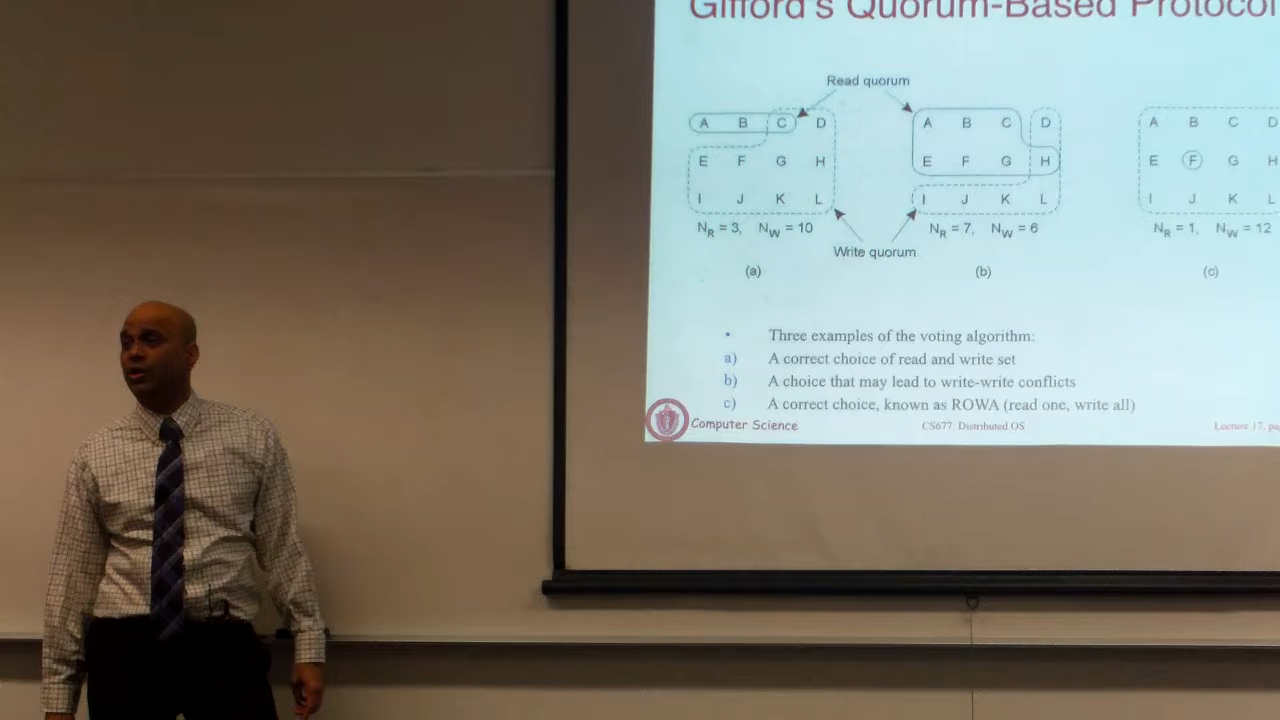 Gifford's Quorum-Based Protocol
Read quorum
A B C D
E F G H
I J K L
NR = 3, NW = 10
(a)
A B C D
E F G H
I J K L
NR = 7, NW = 6
(b)
A B C D
E F G H
I J K L
NR = 1, NW = 12
(c)
Write quorum
• Three examples of the voting algorithm:
a) A correct choice of read and write set
b) A choice that may lead to write-write conflicts
c) A correct choice, known as ROWA (read one, write all)
Computer Science CS677: Distributed OS Lecture 17,